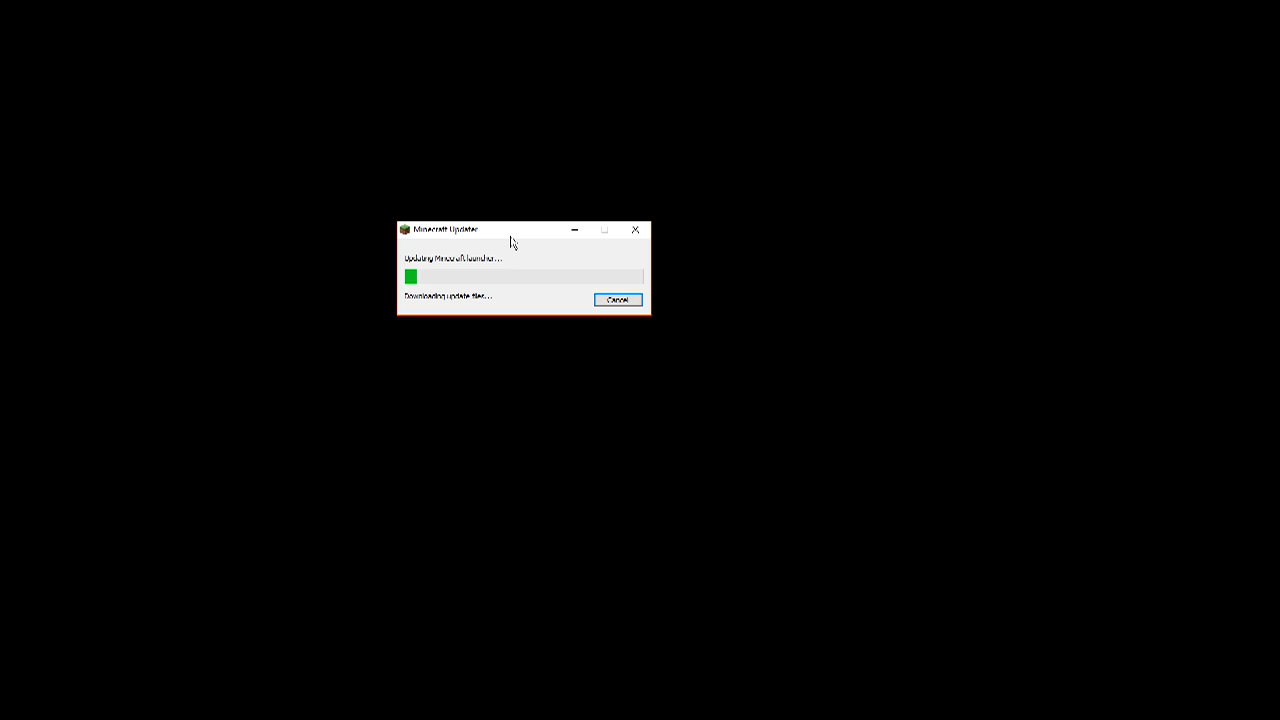 Minecraft Updater
Updating Minecraft launcher...
Downloading update files...
Cancel